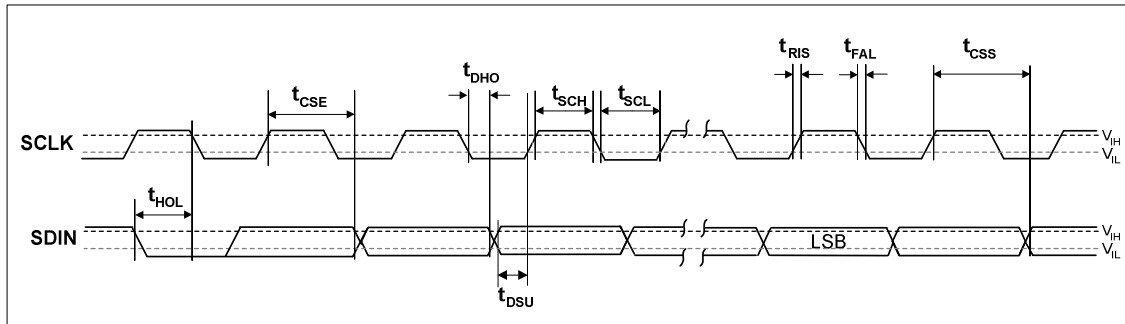 tRIS tFAL tCSS
tDHO
tCSE tSCH tSCL
SCLK VIH
VIL
tHOL
SDIN VIH
LSB
VIL
tDSU